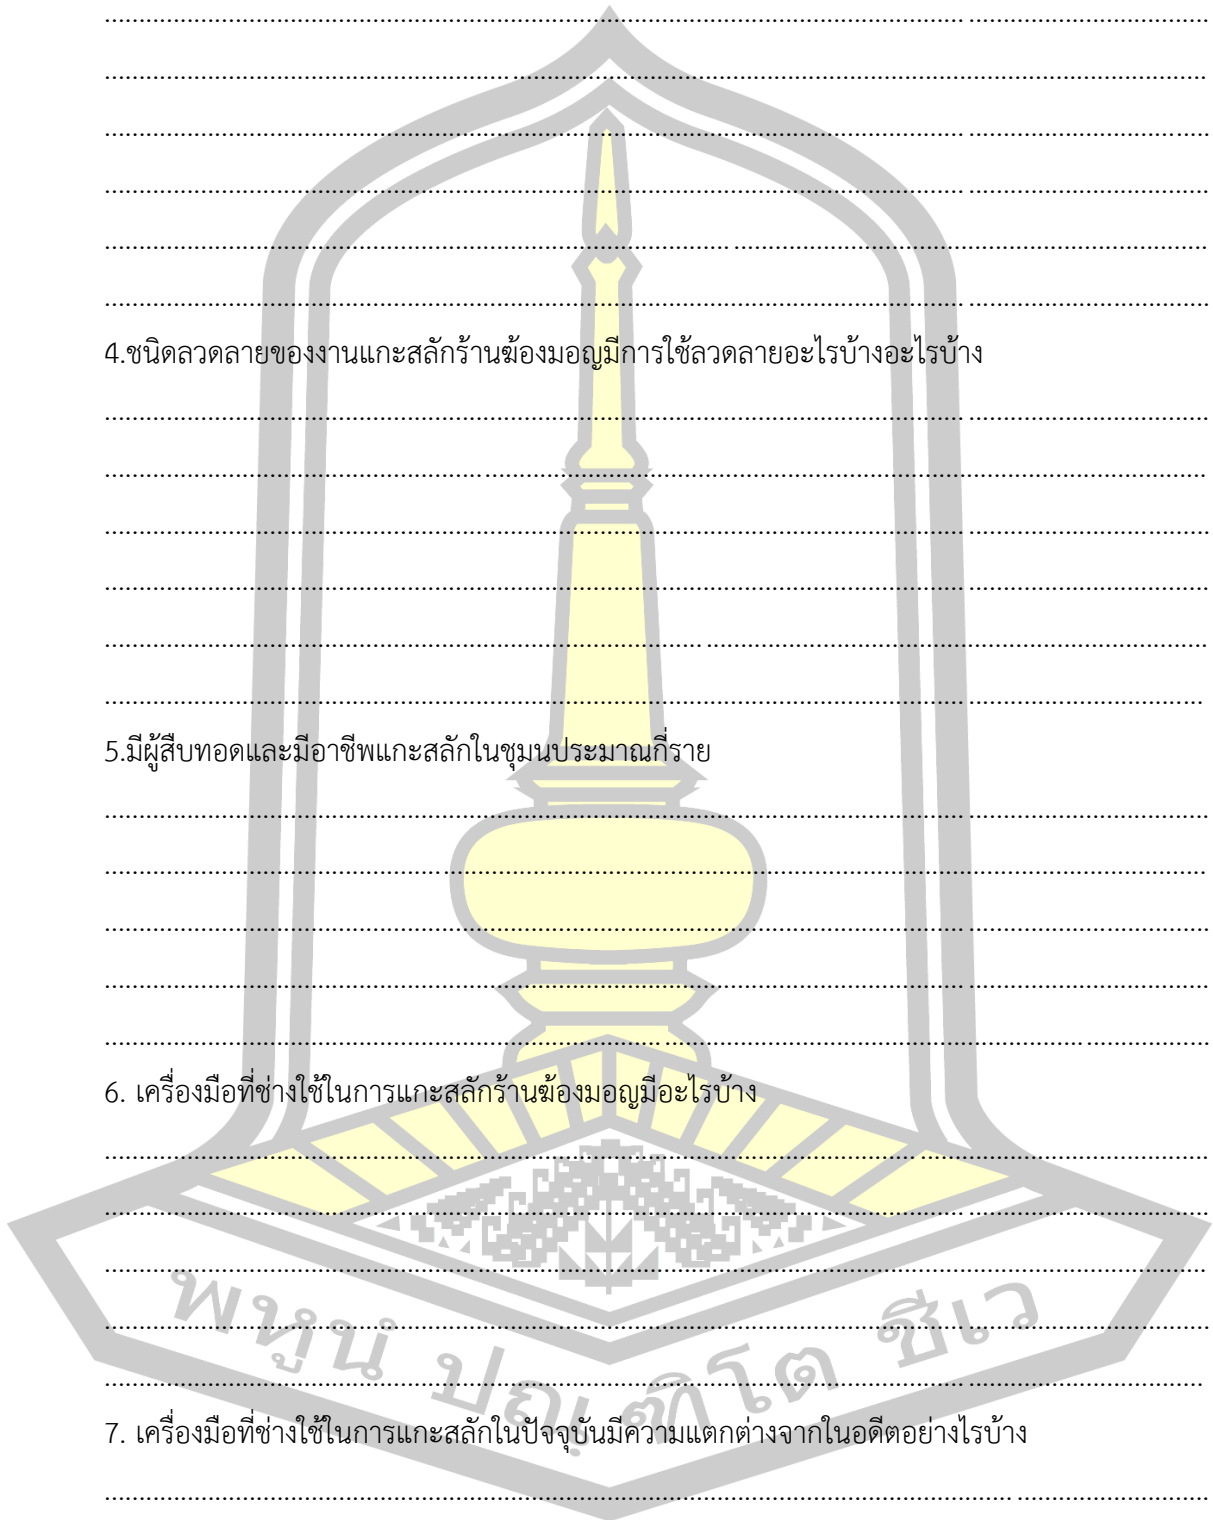 4.ชนิดลวดลายของงานแกะสลักร้านฆ้องมอญมีการใช้ลวดลายอะไรบ้างอะไรบ้าง
5.มีผู้สืบทอดและมีอาชีพแกะสลักในชุมนประมาณกี่ราย
6. เครื่องมือที่ช่างใช้ในการแกะสลักร้านฆ้องมอญมีอะไรบ้าง
พหูนํ ปณฺฑิโต ชีเว
7. เครื่องมือที่ช่างใช้ในการแกะสลักในปัจจุบันมีความแตกต่างจากในอดีตอย่างไรบ้าง